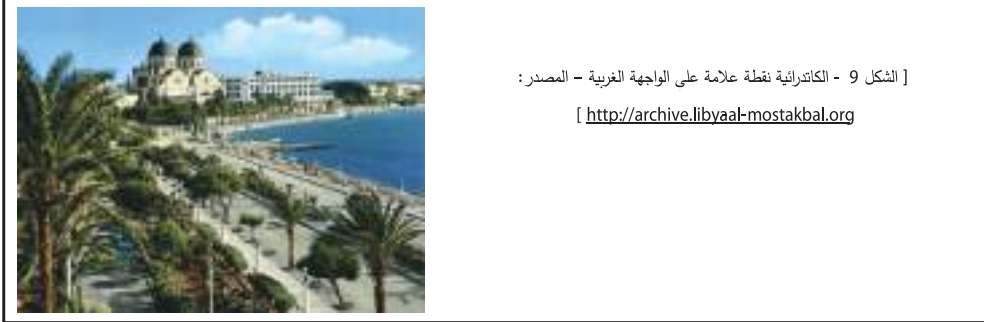 [ الشكل 9 - الكاتدرائية نقطة علامة على الواجهة الغربية – المصدر:
http://archive.libyaal-mostakbal.org ]